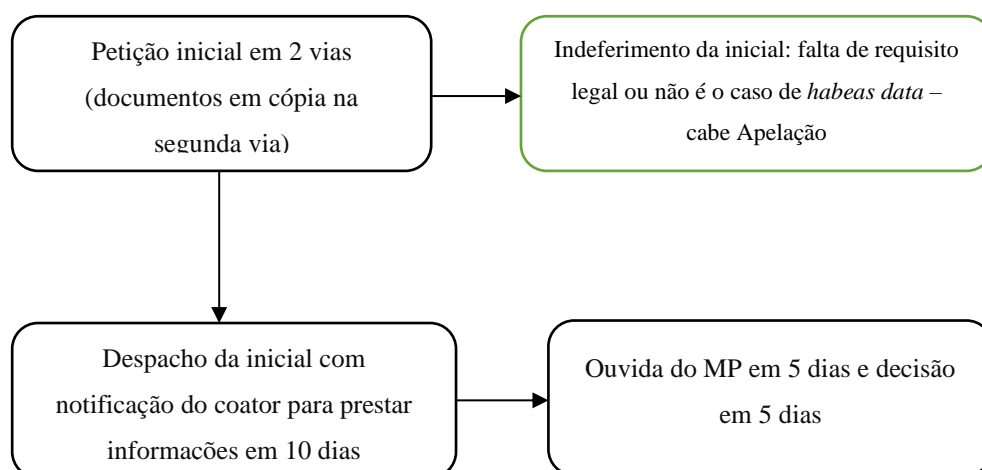 Petição inicial em 2 vias
(documentos em cópia na
segunda via)
Indeferimento da inicial: falta de requisito
legal ou não é o caso de habeas data –
cabe Apelação
Despacho da inicial com
notificação do coator para prestar
informações em 10 dias
Ouvida do MP em 5 dias e decisão
em 5 dias